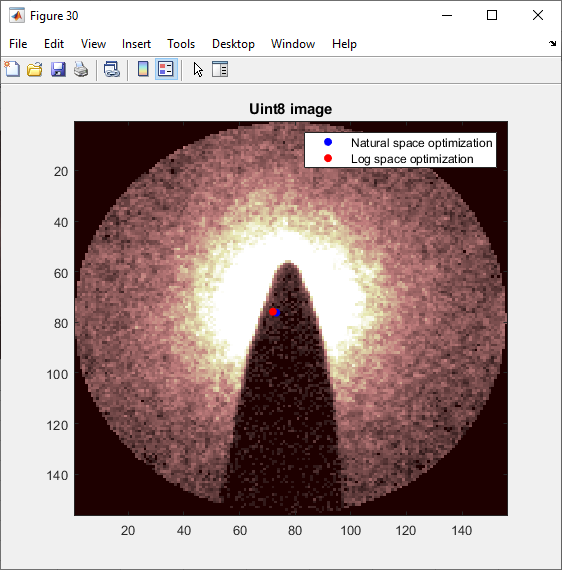 Figure 30
File Edit View Insert Tools Desktop Window Help
Uint8 image
Natural space optimization
Log space optimization
20
40
60
80
100
120
140
20 40 60 80 100 120 140